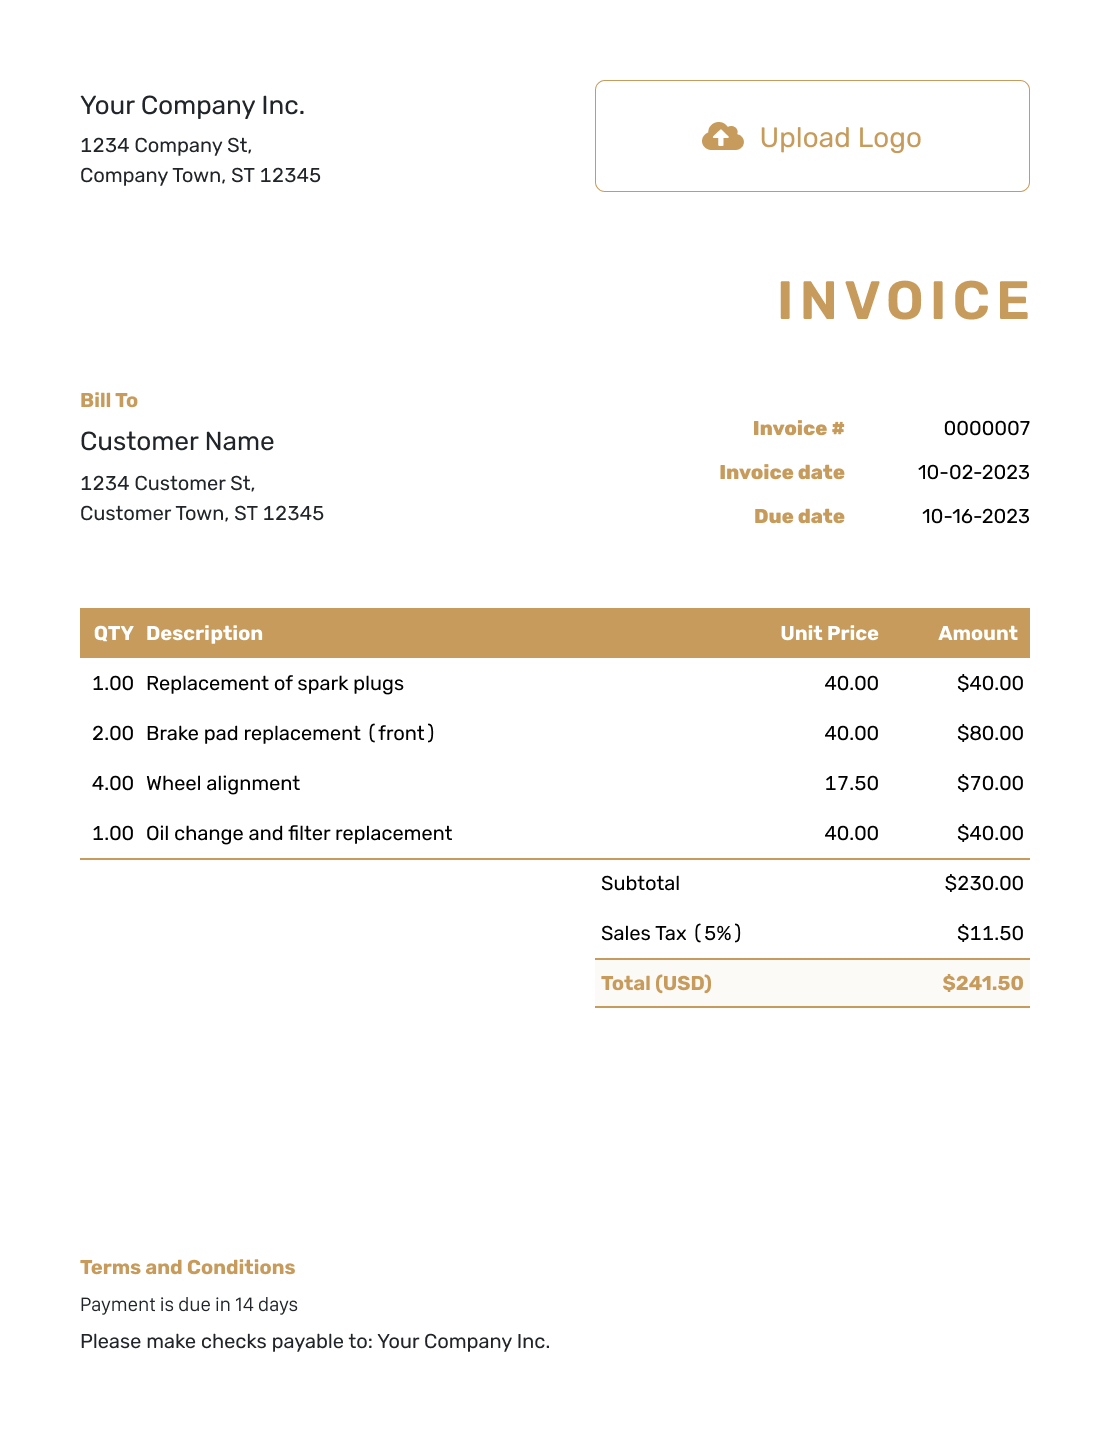 Your Company Inc.
1234 Company St,
Company Town, ST 12345
Upload Logo
INVOICE
Bill To
Customer Name
1234 Customer St,
Customer Town, ST 12345
Invoice # 0000007
Invoice date 10-02-2023
Due date 10-16-2023
QTY Description Unit Price Amount
1.00 Replacement of spark plugs 40.00 $40.00
2.00 Brake pad replacement (front) 40.00 $80.00
4.00 Wheel alignment 17.50 $70.00
1.00 Oil change and filter replacement 40.00 $40.00
Subtotal $230.00
Sales Tax (5%) $11.50
Total (USD) $241.50
Terms and Conditions
Payment is due in 14 days
Please make checks payable to: Your Company Inc.